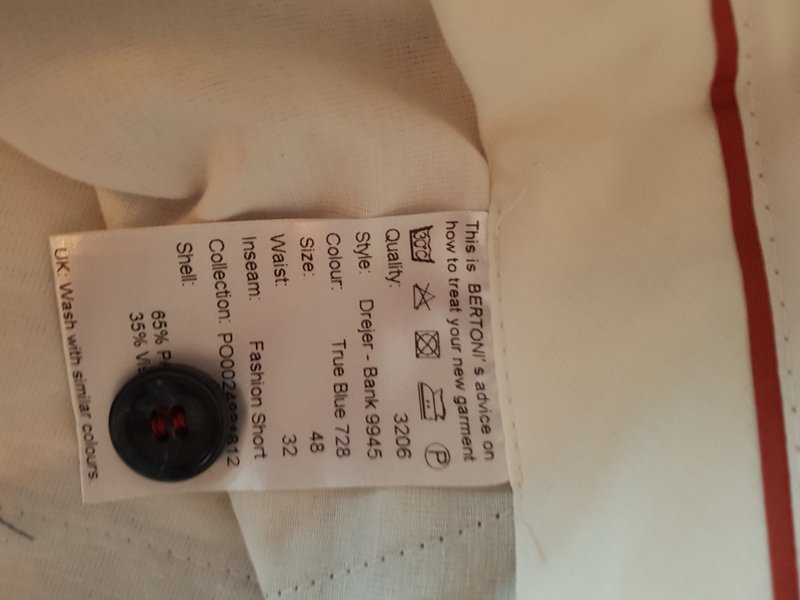 This is BERTONI's advice on
how to treat your new garment
30°C P
Quality: 3206
Style: Drejer - Bank 9945
Colour: True Blue 728
Size: 48
Waist: 32
Inseam: Fashion Short
Collection:
Shell:
65%
35%
UK: Wash with similar colours.